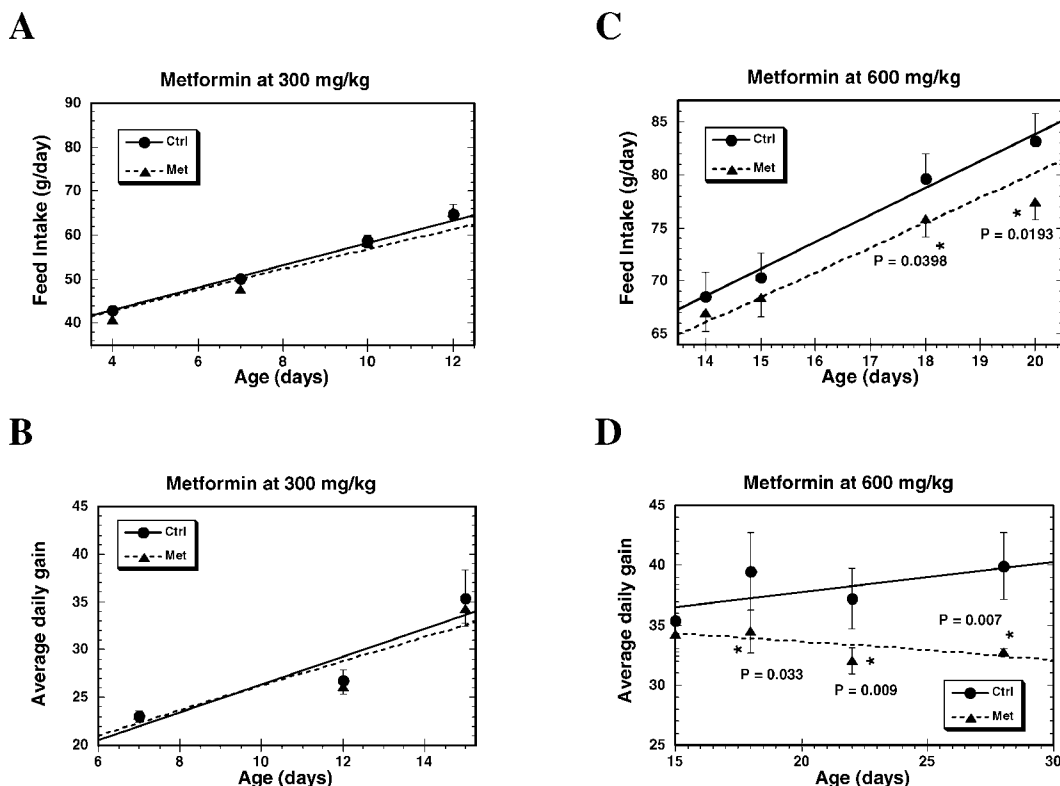 A
Metformin at 300 mg/kg
Feed Intake (g/day)
90
80
70
60
50
40
Ctrl
Met
4
6
8
10
12
Age (days)
C
Metformin at 600 mg/kg
Feed Intake (g/day)
85
80
75
70
65
Ctrl
Met
*
P = 0.0193
*
P = 0.0398
14
15
16
17
18
19
20
Age (days)
B
Metformin at 300 mg/kg
Average daily gain
45
40
35
30
25
20
Ctrl
Met
6
8
10
12
14
Age (days)
D
Metformin at 600 mg/kg
Average daily gain
45
40
35
30
25
P = 0.007
*
*
P = 0.033
*
P = 0.009
Ctrl
Met
15
20
25
30
Age (days)